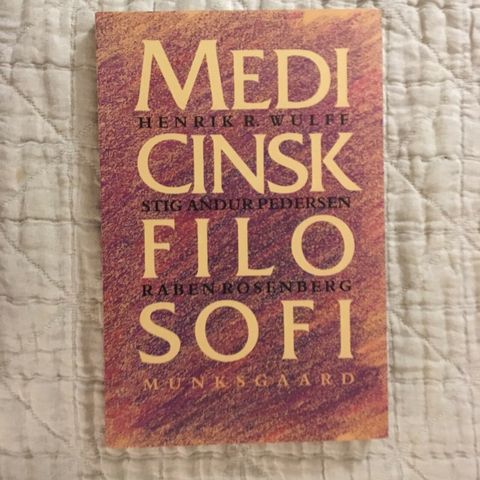 MEDI
HENRIK R. WULFF
CINSK
STIG ANDUR PEDERSEN
FILO
RABEN ROSENBERG
SOFI
MUNKSGAARD